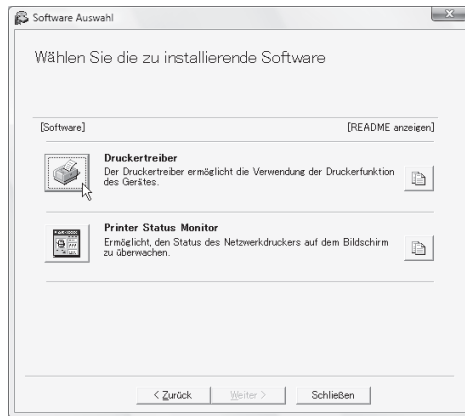 Software Auswahl
Wählen Sie die zu installierende Software
[Software]
[README anzeigen]
Druckertreiber
Der Druckertreiber ermöglicht die Verwendung der Druckerfunktion
des Gerätes.
Printer Status Monitor
Ermöglicht, den Status des Netzwerkdruckers auf dem Bildschirm
zu überwachen.
< Zurück
Weiter >
Schließen